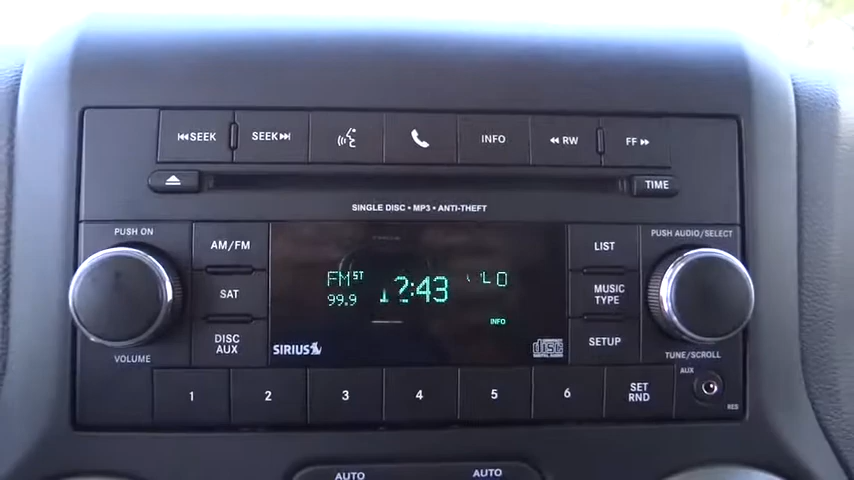 SEEK SEEK INFO RW FF
TIME
SINGLE DISC • MP3 • ANTI-THEFT
PUSH ON
PUSH AUDIO/SELECT
AM/FM
LIST
FM ST
99.9
12:43
SAT
MUSIC
TYPE
INFO
DISC
AUX
SIRIUS
disc
SETUP
VOLUME
TUNE/SCROLL
1 2 3 4 5 6
SET
RND
AUX
RES
AUTO AUTO